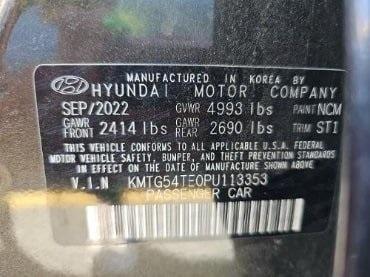 MANUFACTURED IN KOREA BY
HYUNDAI MOTOR COMPANY
SEP/2022 GVWR 4993 lbs PAINT NCM
GAWR FRONT 2414 lbs GAWR REAR 2690 lbs TRIM ST1
THIS VEHICLE CONFORMS TO ALL APPLICABLE U.S.A. FEDERAL
MOTOR VEHICLE SAFETY, BUMPER, AND THEFT PREVENTION
STANDARDS IN EFFECT ON THE DATE OF MANUFACTURE SHOWN ABOVE.
V.I.N KMTG54TE0PU113353
PASSENGER CAR